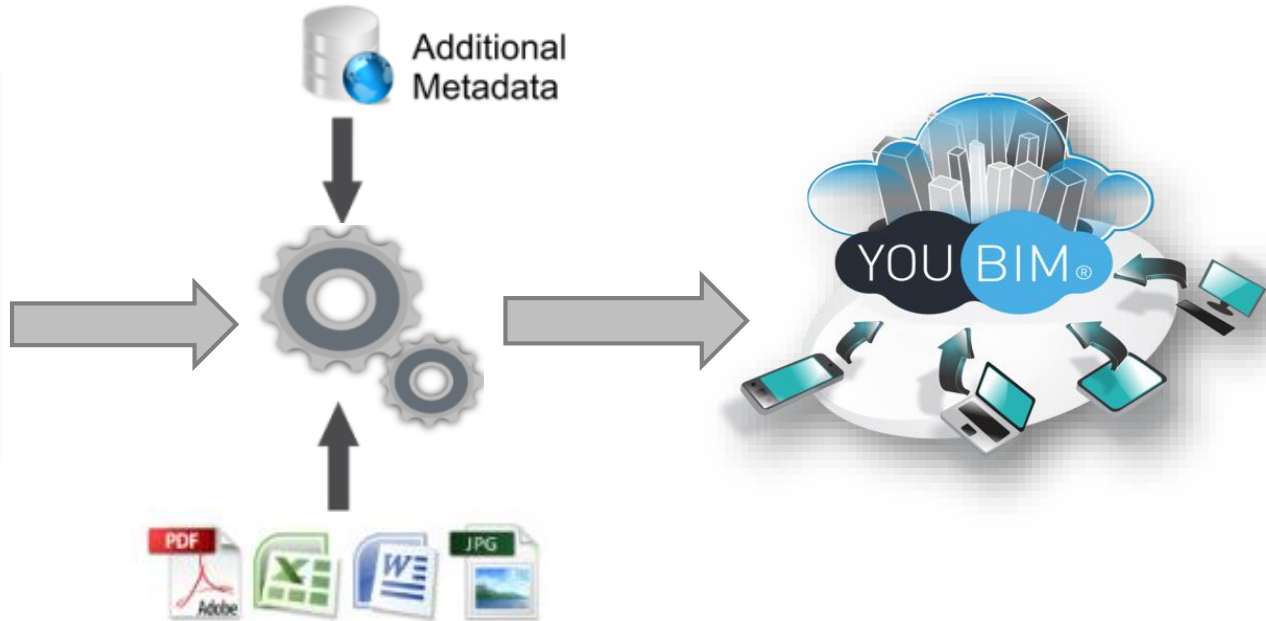 Additional
Metadata
YOU BIM ®
PDF
Adobe
X
W
JPG